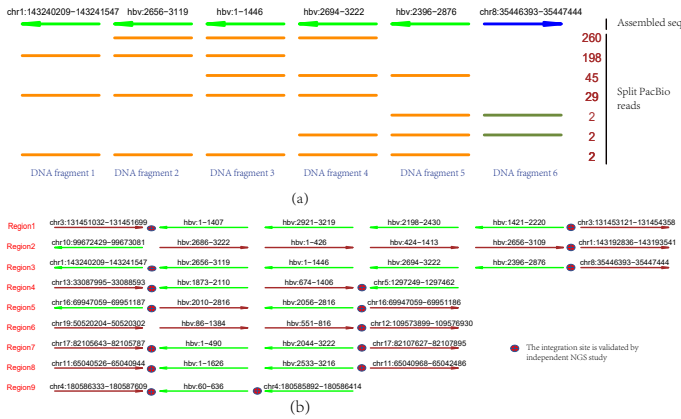 chr1:143240209−143241547 hbv:2656−3119 hbv:1−1446 hbv:2694−3222 hbv:2396−2876 chr8:35446393−35447444
Assembled seq
260
198
45
29
2
2
2
Split PacBio
reads
DNA fragment 1 DNA fragment 2 DNA fragment 3 DNA fragment 4 DNA fragment 5 DNA fragment 6
(a)
Region1 chr3:131451032−131451699 hbv:1−1407 hbv:2921−3219 hbv:2198−2430 hbv:1421−2220 chr3:131453121−131454358
Region2 chr10:99672429−99673081 hbv:2686−3222 hbv:1−426 hbv:424−1413 hbv:2656−3109 chr1:143192836−143193541
Region3 chr1:143240209−143241547 hbv:2656−3119 hbv:1−1446 hbv:2694−3222 hbv:2396−2876 chr8:35446393−35447444
Region4 chr13:33087995−33088593 hbv:1873−2110 hbv:674−1406 chr5:1297249−1297462
Region5 chr16:69947059−69951187 hbv:2010−2816 hbv:2056−2816 chr16:69947059−69951186
Region6 chr19:50520204−50520302 hbv:86−1384 hbv:551−816 chr12:109573899−109576930
Region7 chr17:82105643−82105787 hbv:1−490 hbv:2044−3222 chr17:82107627−82107895
Region8 chr11:65040526−65040944 hbv:1−1626 hbv:2533−3216 chr11:65040968−65042486
Region9 chr4:180586333−180587609 hbv:60−636 chr4:180585892−180586414
The integration site is validated by
independent NGS study
(b)